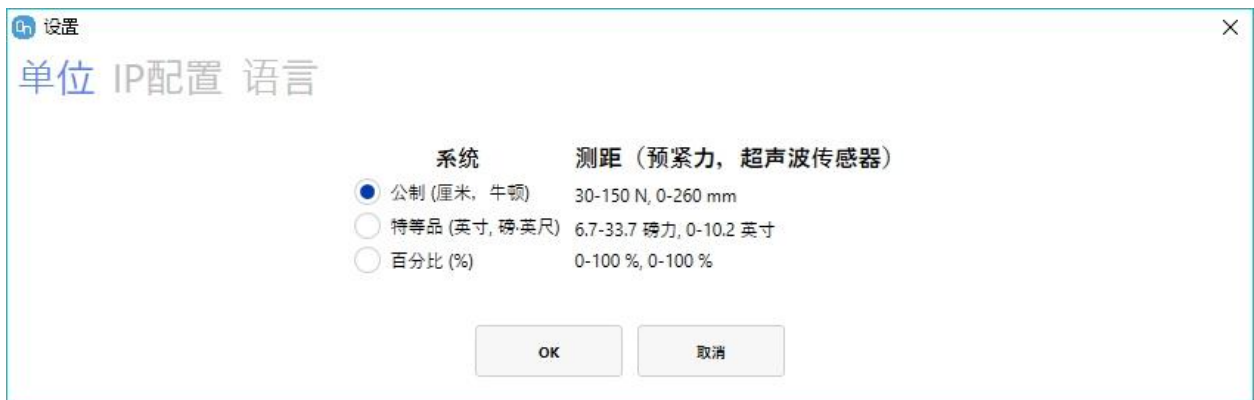 设置
单位 IP配置 语言
系统 测距（预紧力，超声波传感器）
公制 (厘米，牛顿) 30-150 N, 0-260 mm
特等品 (英寸, 磅·英尺) 6.7-33.7 磅力, 0-10.2 英寸
百分比 (%) 0-100 %, 0-100 %
OK 取消